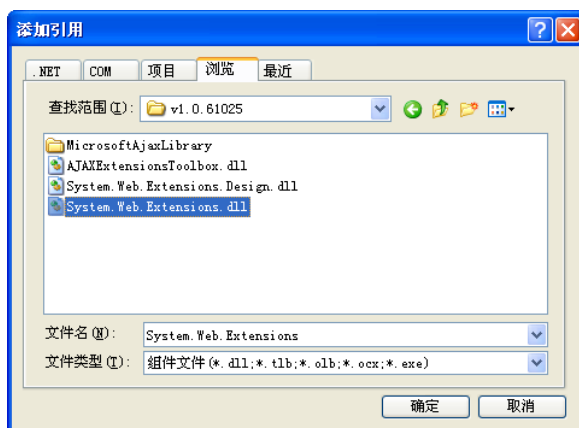 添加引用
.NET COM 项目 浏览 最近
查找范围(I): v1.0.61025
MicrosoftAjaxLibrary
AJAXExtensionsToolbox.dll
System.Web.Extensions.Design.dll
System.Web.Extensions.dll
文件名(N): System.Web.Extensions
文件类型(T): 组件文件(*.dll;*.tlb;*.olb;*.ocx;*.exe)
确定 取消